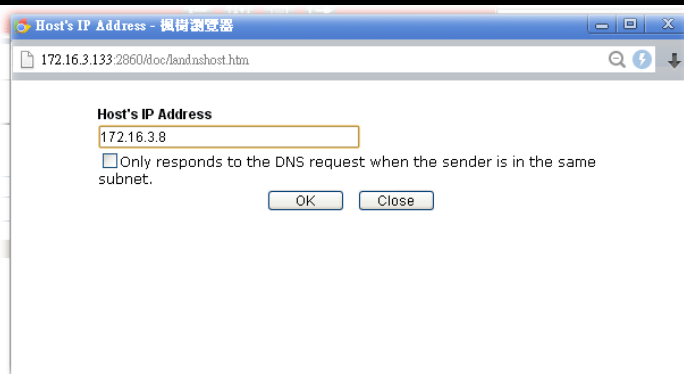 Host's IP Address - 楓樹瀏覽器
172.16.3.133:2860/doc/landnshost.htm
Host's IP Address
172.16.3.8
Only responds to the DNS request when the sender is in the same
subnet.
OK Close